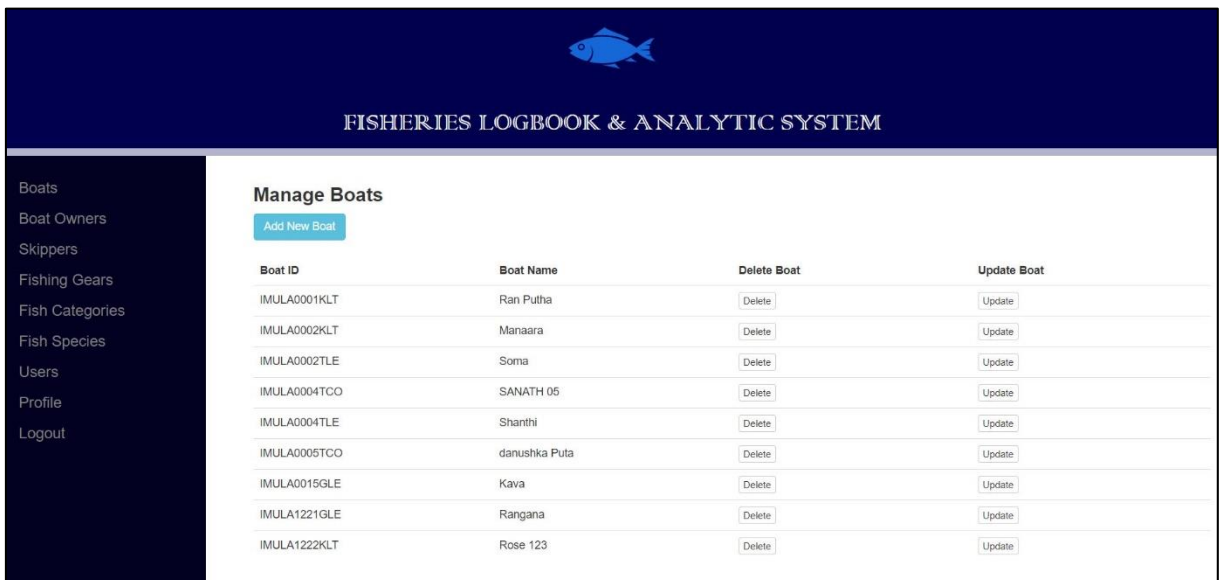 FISHERIES LOGBOOK & ANALYTIC SYSTEM
Boats
Boat Owners
Skippers
Fishing Gears
Fish Categories
Fish Species
Users
Profile
Logout
Manage Boats
Add New Boat
Boat ID Boat Name Delete Boat Update Boat
IMULA0001KLT Ran Putha Delete Update
IMULA0002KLT Manaara Delete Update
IMULA0002TLE Soma Delete Update
IMULA0004TCO SANATH 05 Delete Update
IMULA0004TLE Shanthi Delete Update
IMULA0005TCO danushka Puta Delete Update
IMULA0015GLE Kava Delete Update
IMULA1221GLE Rangana Delete Update
IMULA1222KLT Rose 123 Delete Update